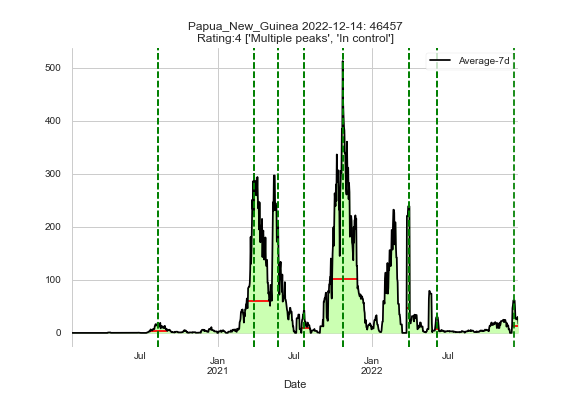 Papua_New_Guinea 2022-12-14: 46457
Rating:4 ['Multiple peaks', 'In control']
Average-7d
500
400
300
200
100
0
Jul
Jan
2021
Jul
Jan
2022
Jul
Date